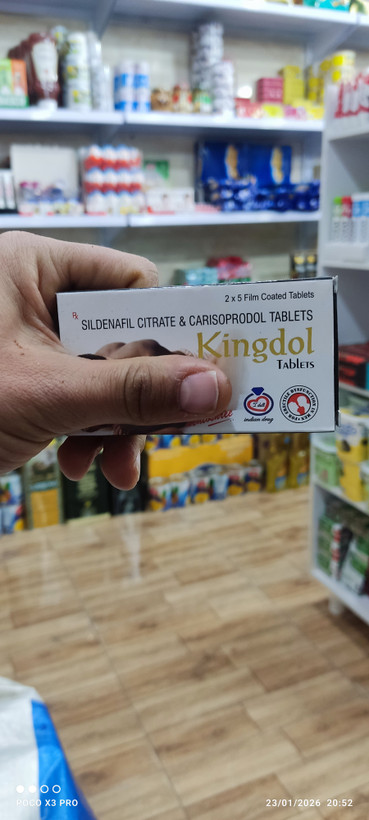 2 x 5 Film Coated Tablets
Rx
SILDENAFIL CITRATE & CARISOPRODOL TABLETS
Kingdol
TABLETS
indian drug
POCO X3 PRO
23/01/2026 20:52